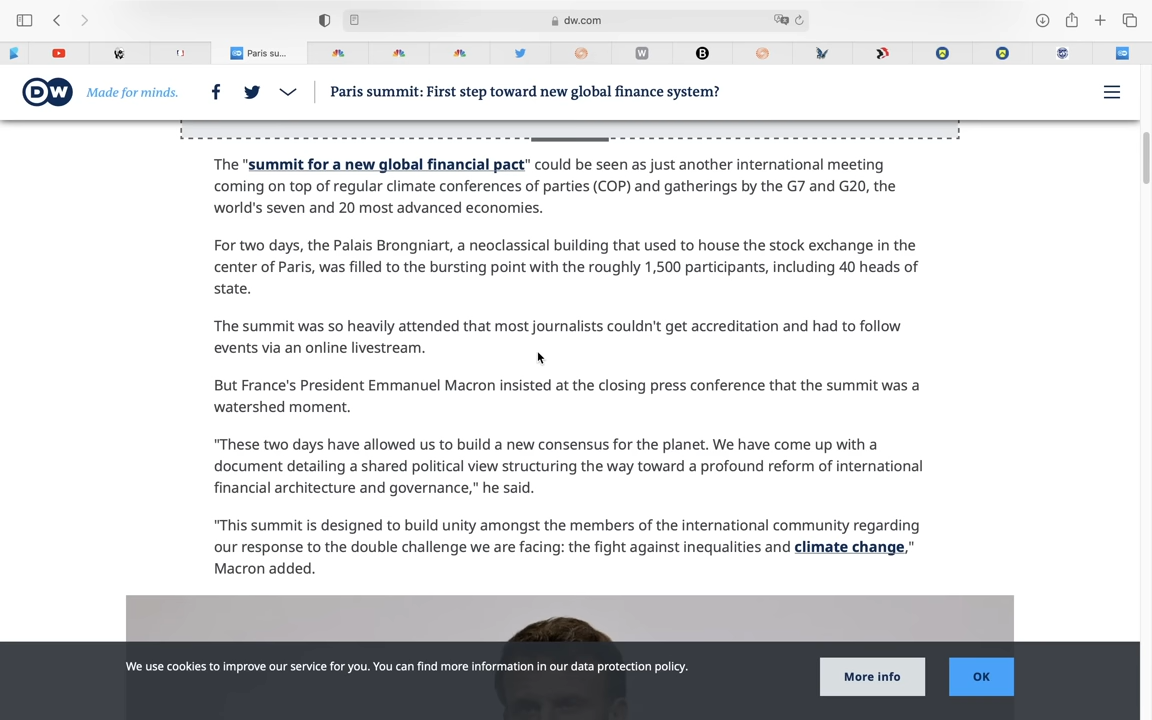 dw.com
Paris su...
DW
Made for minds.
Paris summit: First step toward new global finance system?
The "summit for a new global financial pact" could be seen as just another international meeting
coming on top of regular climate conferences of parties (COP) and gatherings by the G7 and G20, the
world's seven and 20 most advanced economies.
For two days, the Palais Brongniart, a neoclassical building that used to house the stock exchange in the
center of Paris, was filled to the bursting point with the roughly 1,500 participants, including 40 heads of
state.
The summit was so heavily attended that most journalists couldn't get accreditation and had to follow
events via an online livestream.
But France's President Emmanuel Macron insisted at the closing press conference that the summit was a
watershed moment.
"These two days have allowed us to build a new consensus for the planet. We have come up with a
document detailing a shared political view structuring the way toward a profound reform of international
financial architecture and governance," he said.
"This summit is designed to build unity amongst the members of the international community regarding
our response to the double challenge we are facing: the fight against inequalities and climate change,"
Macron added.
We use cookies to improve our service for you. You can find more information in our data protection policy.
More info
OK